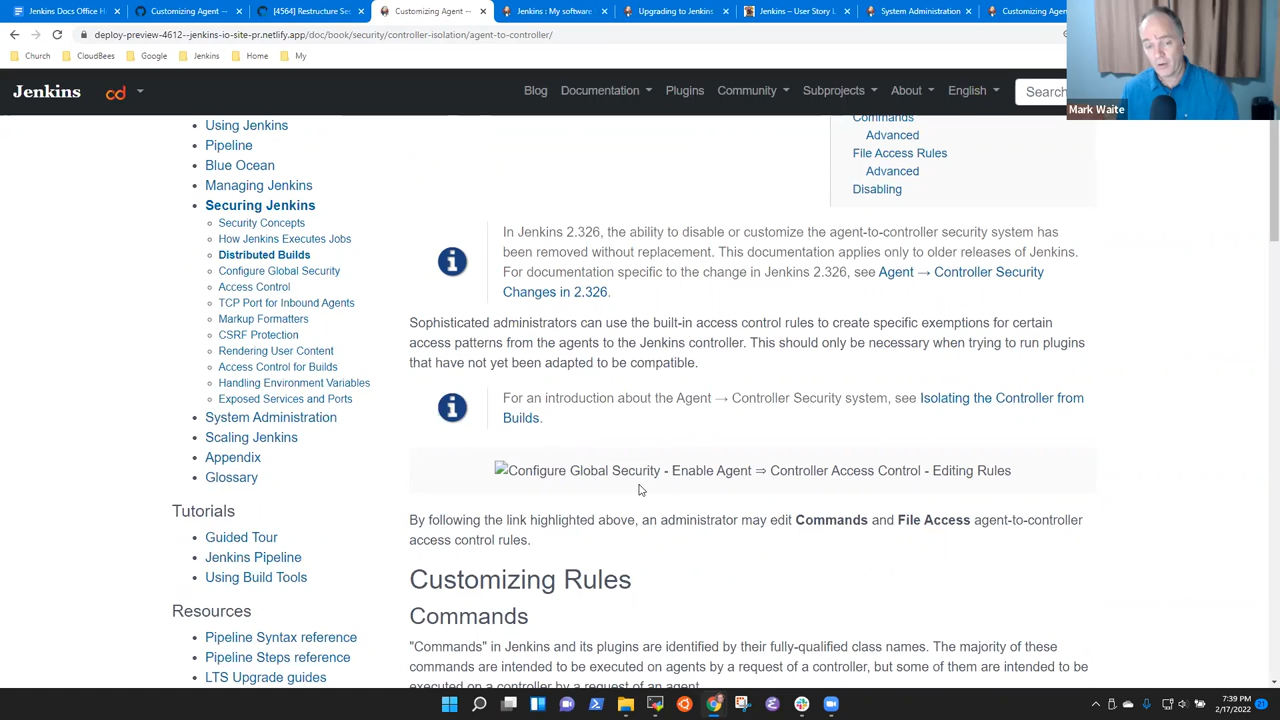 Jenkins Docs Office H
Customizing Agent --
[4564] Restructure Sec
Customizing Agent --
Jenkins : My software
Upgrading to Jenkins
Jenkins – User Story L
System Administration
Customizing Agen
deploy-preview-4612--jenkins-io-site-pr.netlify.app/doc/book/security/controller-isolation/agent-to-controller/
Church
CloudBees
Google
Jenkins
Home
My
Mark Waite
Jenkins
cd
Blog
Documentation
Plugins
Community
Subprojects
About
English
Search
Using Jenkins
Pipeline
Blue Ocean
Managing Jenkins
Securing Jenkins
Security Concepts
How Jenkins Executes Jobs
Distributed Builds
Configure Global Security
Access Control
TCP Port for Inbound Agents
Markup Formatters
CSRF Protection
Rendering User Content
Access Control for Builds
Handling Environment Variables
Exposed Services and Ports
System Administration
Scaling Jenkins
Appendix
Glossary
Tutorials
Guided Tour
Jenkins Pipeline
Using Build Tools
Resources
Pipeline Syntax reference
Pipeline Steps reference
LTS Upgrade guides
Commands
Advanced
File Access Rules
Advanced
Disabling
In Jenkins 2.326, the ability to disable or customize the agent-to-controller security system has
been removed without replacement. This documentation applies only to older releases of Jenkins.
For documentation specific to the change in Jenkins 2.326, see Agent → Controller Security
Changes in 2.326.
Sophisticated administrators can use the built-in access control rules to create specific exemptions for certain
access patterns from the agents to the Jenkins controller. This should only be necessary when trying to run plugins
that have not yet been adapted to be compatible.
For an introduction about the Agent → Controller Security system, see Isolating the Controller from
Builds.
Configure Global Security - Enable Agent ⇒ Controller Access Control - Editing Rules
By following the link highlighted above, an administrator may edit Commands and File Access agent-to-controller
access control rules.
Customizing Rules
Commands
"Commands" in Jenkins and its plugins are identified by their fully-qualified class names. The majority of these
commands are intended to be executed on agents by a request of a controller, but some of them are intended to be
executed on a controller by a request of an agent.
7:39 PM
2/17/2022